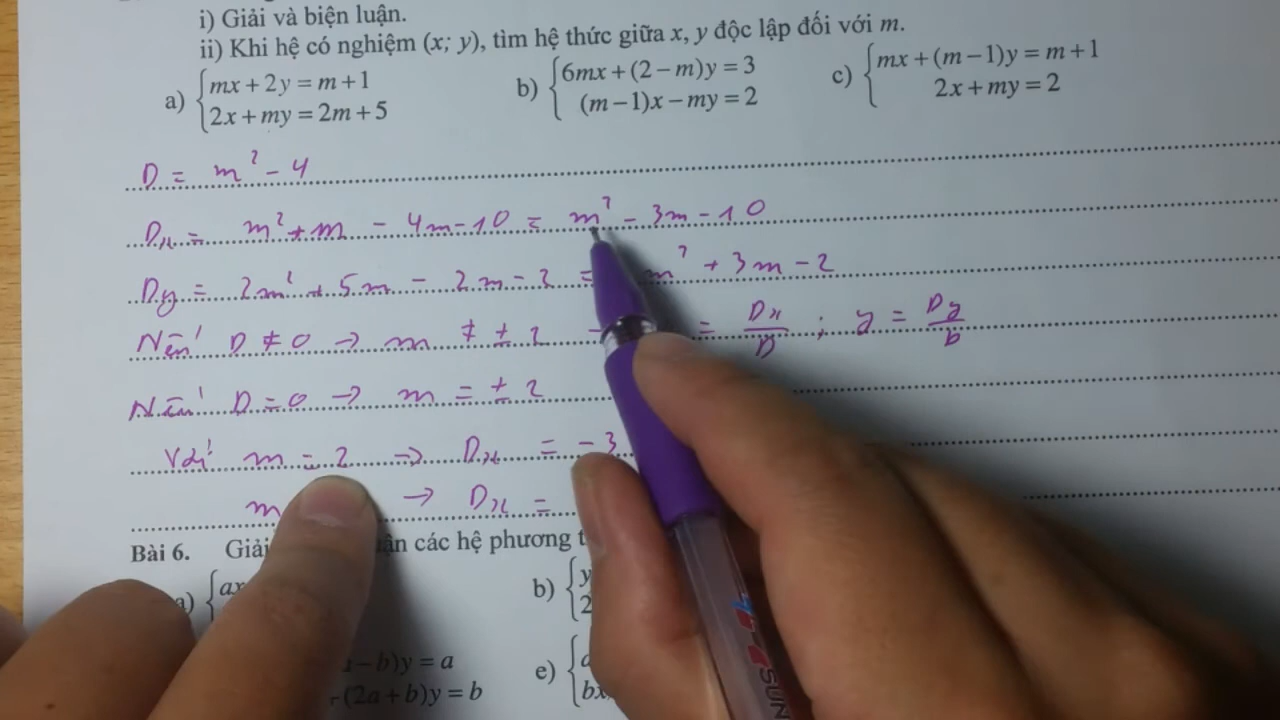 i) Giải và biện luận.
ii) Khi hệ có nghiệm (x; y), tìm hệ thức giữa x, y độc lập đối với m.
a) {mx + 2y = m + 1
2x + my = 2m + 5
b) {6mx + (2 − m)y = 3
(m − 1)x − my = 2
c) {mx + (m − 1)y = m + 1
2x + my = 2
D = m² − 4
Dx = m² + m − 4m − 10 = m² − 3m − 10
Dy = 2m² + 5m − 2m − 2 = m² + 3m − 2
Nếu D ≠ 0 → m ≠ ± 2 = Dx/D ; y = Dy/D
Nếu D = 0 → m = ± 2
Với m = 2 → Dx = −3
m → Dx =
Bài 6. Giải các hệ phương
a) {ax
b) {y
2
)y = a
(2a + b)y = b
e) {
bx
SUN